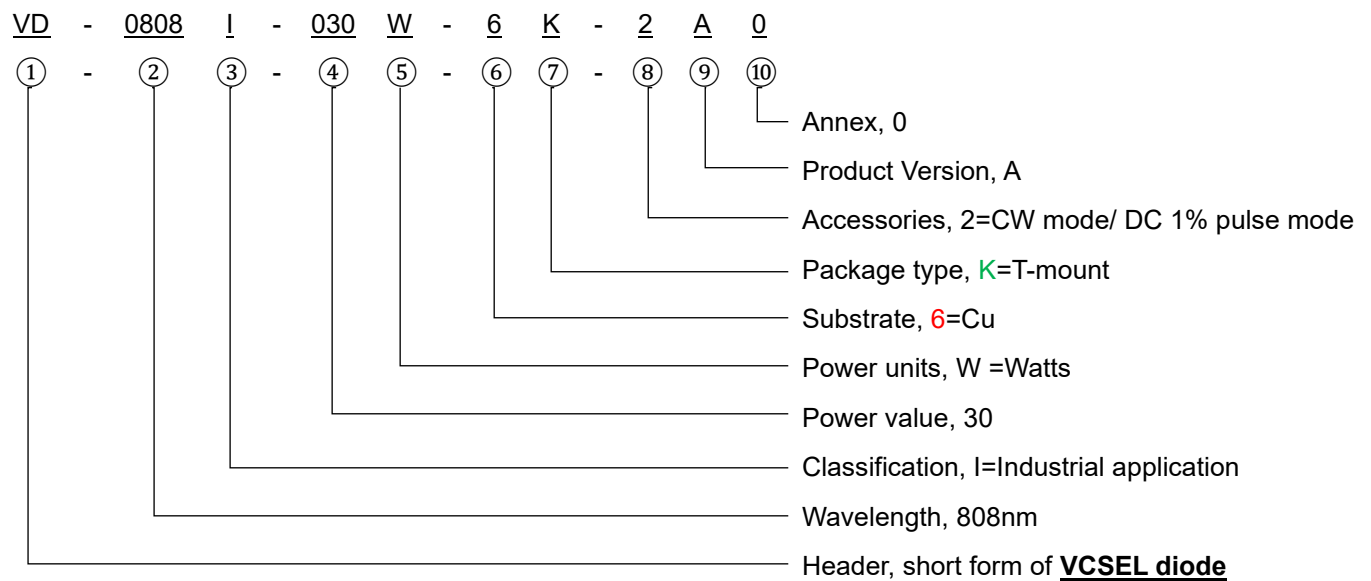 VD - 0808 I - 030 W - 6 K - 2 A 0
① - ② ③ - ④ ⑤ - ⑥ ⑦ - ⑧ ⑨ ⑩
Annex, 0
Product Version, A
Accessories, 2=CW mode/ DC 1% pulse mode
Package type, K=T-mount
Substrate, 6=Cu
Power units, W =Watts
Power value, 30
Classification, I=Industrial application
Wavelength, 808nm
Header, short form of VCSEL diode